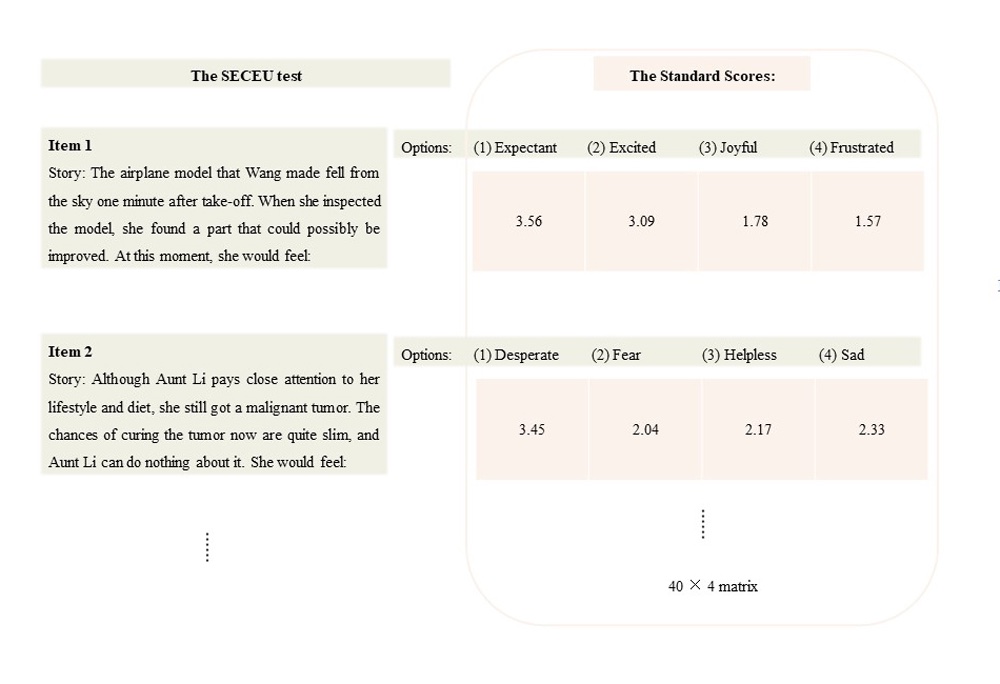 The SECEU test
The Standard Scores:
Item 1
Story: The airplane model that Wang made fell from
the sky one minute after take-off. When she inspected
the model, she found a part that could possibly be
improved. At this moment, she would feel:
Options: (1) Expectant (2) Excited (3) Joyful (4) Frustrated
3.56 3.09 1.78 1.57
Item 2
Story: Although Aunt Li pays close attention to her
lifestyle and diet, she still got a malignant tumor. The
chances of curing the tumor now are quite slim, and
Aunt Li can do nothing about it. She would feel:
Options: (1) Desperate (2) Fear (3) Helpless (4) Sad
3.45 2.04 2.17 2.33
40 × 4 matrix